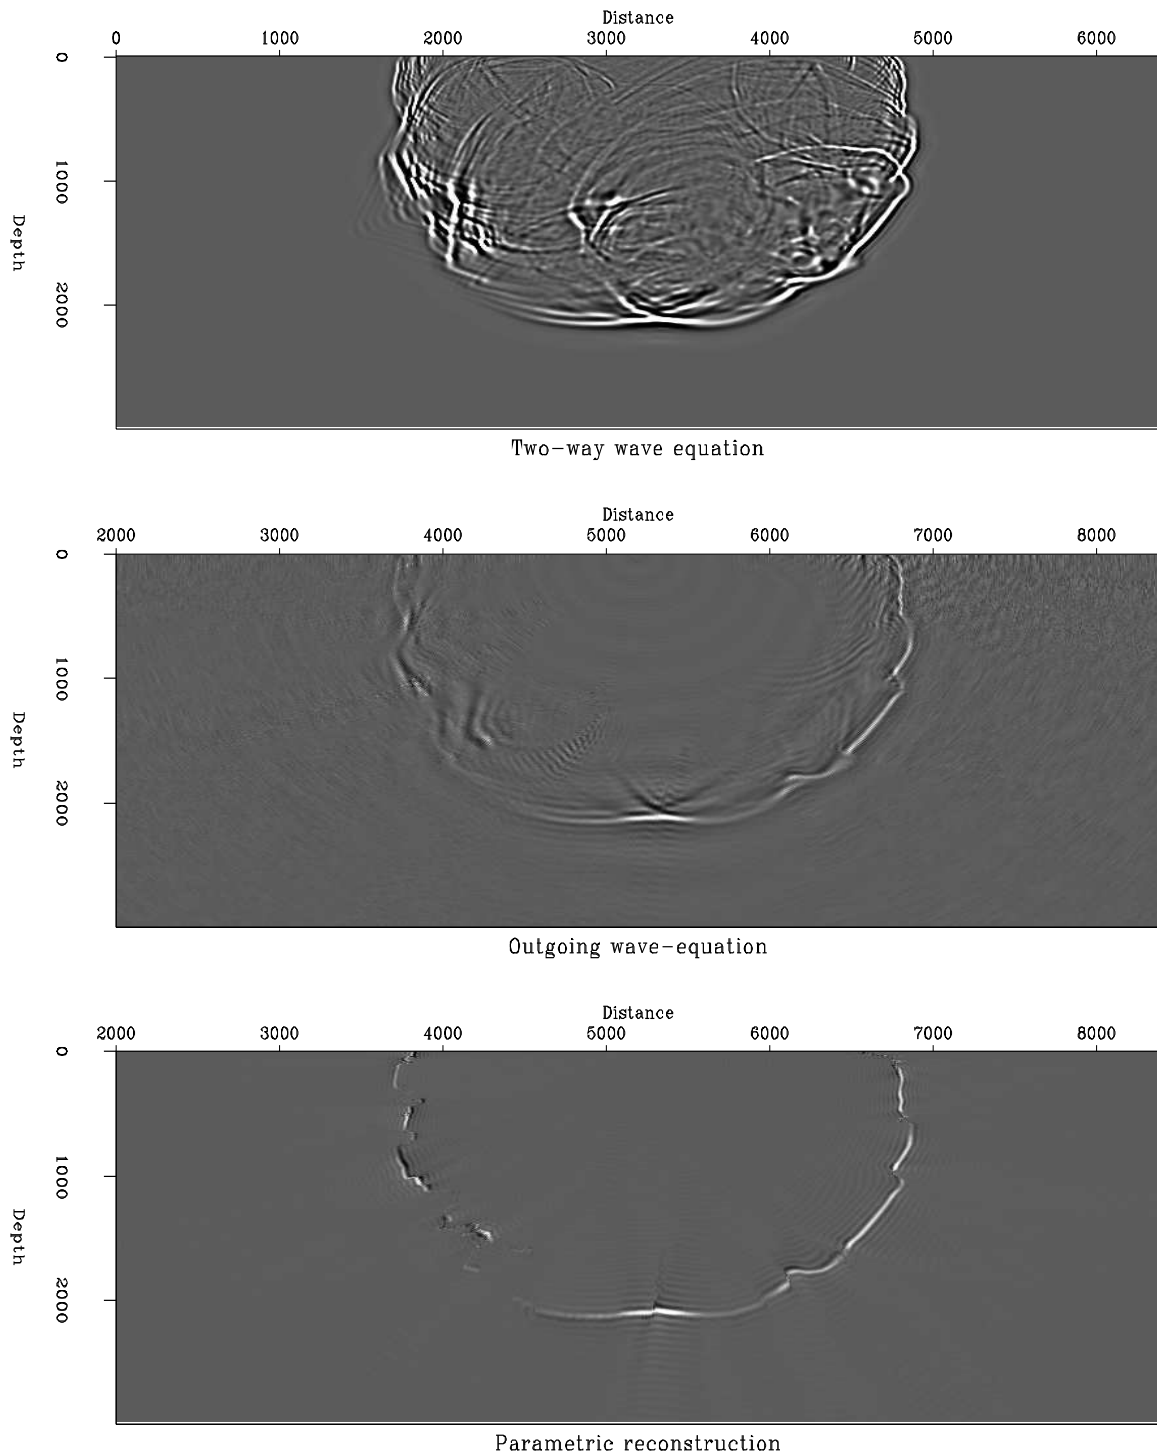 Distance
0 1000 2000 3000 4000 5000 6000
0
1000
2000
Depth
Two-way wave equation
Distance
2000 3000 4000 5000 6000 7000 8000
0
1000
2000
Depth
Outgoing wave-equation
Distance
2000 3000 4000 5000 6000 7000 8000
0
1000
2000
Depth
Parametric reconstruction